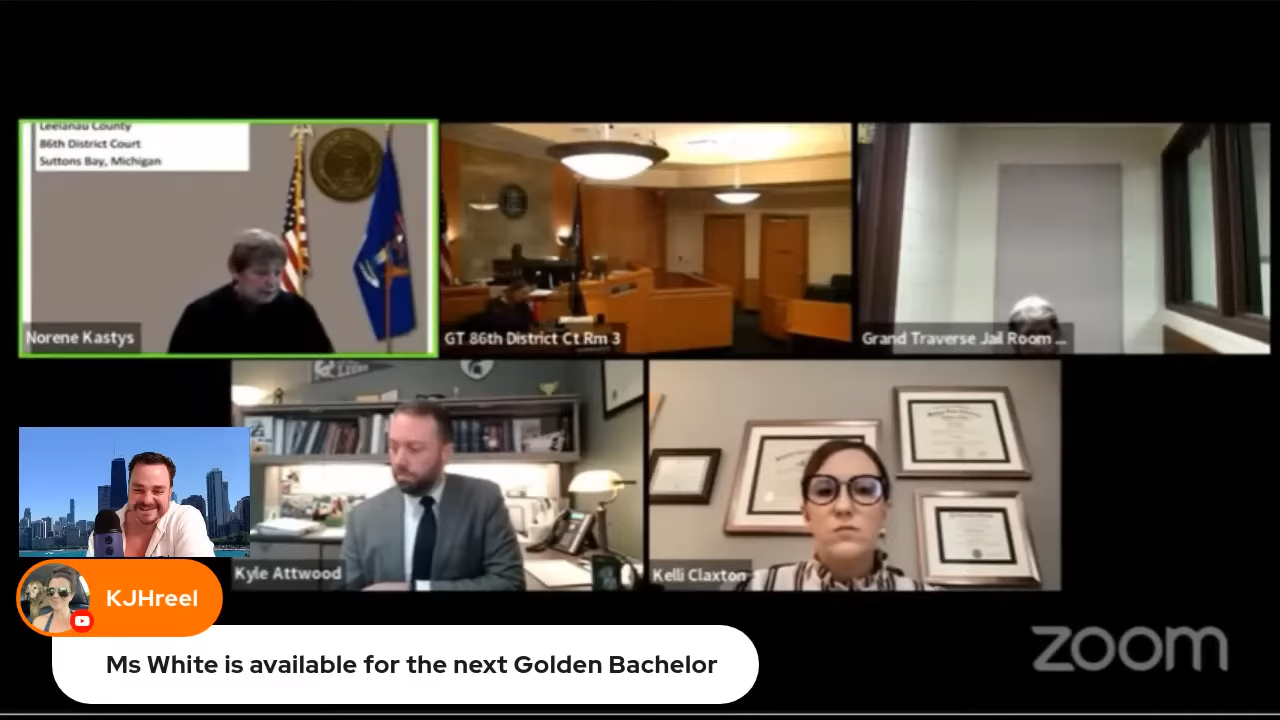 Leelanau County
86th District Court
Suttons Bay, Michigan
Norene Kastys
GT 86th District Ct Rm 3
Grand Traverse Jail Room ...
Kyle Attwood
Kelli Claxton
KJHreel
Ms White is available for the next Golden Bachelor
zoom